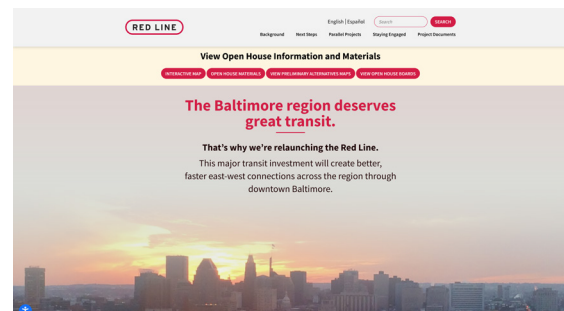 RED LINE
English | Español
Search
SEARCH
Background Next Steps Parallel Projects Staying Engaged Project Documents
View Open House Information and Materials
INTERACTIVE MAP OPEN HOUSE MATERIALS VIEW PRELIMINARY ALTERNATIVES MAPS VIEW OPEN HOUSE BOARDS
The Baltimore region deserves
great transit.
That's why we're relaunching the Red Line.
This major transit investment will create better,
faster east-west connections across the region through
downtown Baltimore.